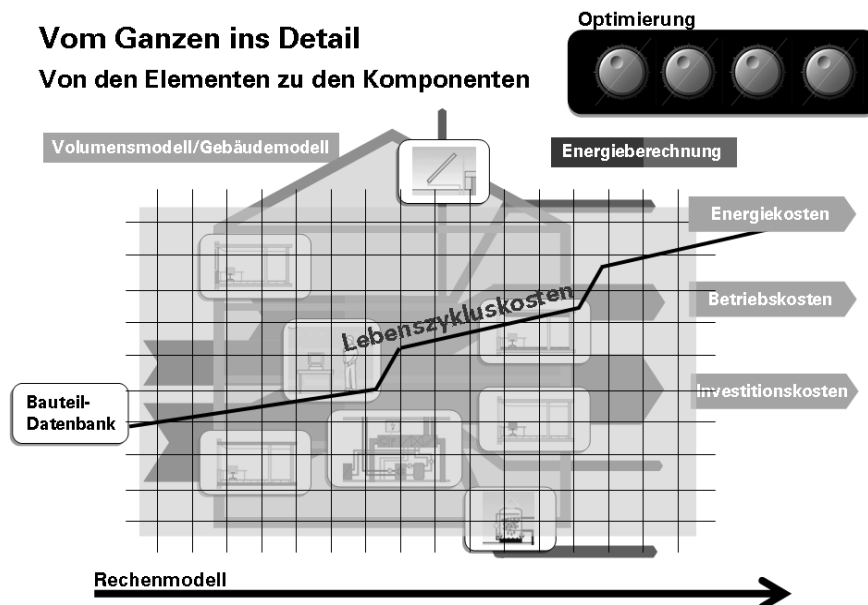 Optimierung
Vom Ganzen ins Detail
Von den Elementen zu den Komponenten
Volumensmodell/Gebäudemodell
Energieberechnung
Energiekosten
Lebenszykluskosten
Betriebskosten
Investitionskosten
Bauteil-
Datenbank
Rechenmodell